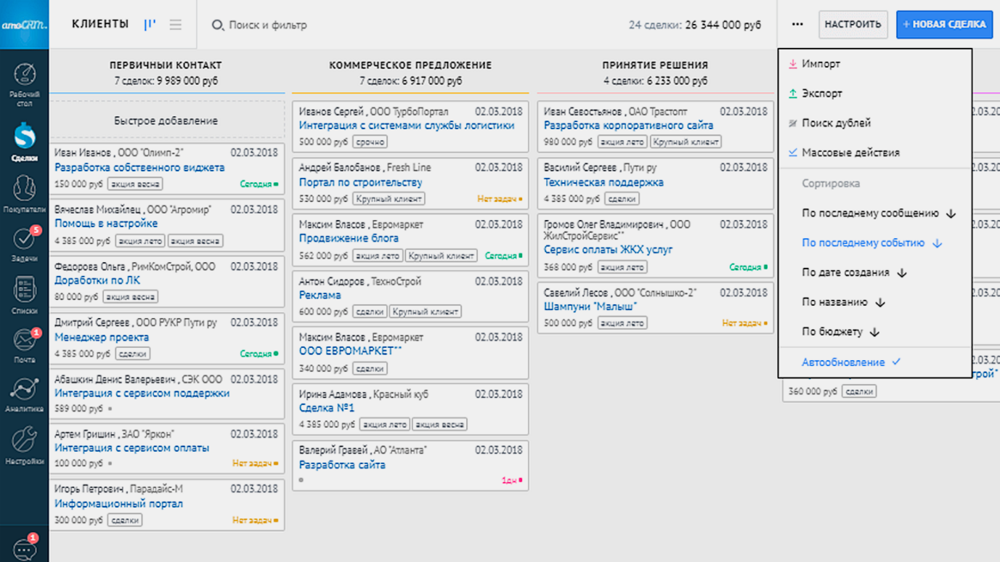 amoCRM.
КЛИЕНТЫ
Поиск и фильтр
24 сделки: 26 344 000 руб
НАСТРОИТЬ
+ НОВАЯ СДЕЛКА
Рабочий
стол
Сделки
Покупатели
5
Задачи
Списки
1
Почта
Аналитика
Настройки
1
ПЕРВИЧНЫЙ КОНТАКТ
7 сделок: 9 989 000 руб
Быстрое добавление
Иван Иванов , ООО "Олимп-2" 02.03.2018
Разработка собственного виджета
150 000 руб акция весна Сегодня
Вячеслав Михайлец , ООО "Агромир" 02.03.2018
Помощь в настройке
4 385 000 руб акция лето акция весна
Федорова Ольга , РимКомСтрой, ООО 02.03.2018
Доработки по ЛК
80 000 руб акция весна
Дмитрий Сергеев , ООО РУКР Пути ру 02.03.2018
Менеджер проекта
4 385 000 руб сделки Сегодня
Абашкин Денис Валерьевич , СЭК ООО 02.03.2018
Интеграция с сервисом поддержки
589 000 руб
Артем Гришин , ЗАО "Яркон" 02.03.2018
Интеграция с сервисом оплаты
100 000 руб Нет задач
Игорь Петрович , Парадайс-М 02.03.2018
Информационный портал
300 000 руб сделки Нет задач
КОММЕРЧЕСКОЕ ПРЕДЛОЖЕНИЕ
7 сделок: 6 917 000 руб
Иванов Сергей , ООО ТурбоПортал 02.03.2018
Интеграция с системами службы логистики
500 000 руб срочно
Андрей Балобанов , Fresh Line 02.03.2018
Портал по строительству
530 000 руб Крупный клиент Нет задач
Максим Власов , Евромаркет 02.03.2018
Продвижение блога
562 000 руб акция лето Крупный клиент Сегодня
Антон Сидоров , ТехноСтрой 02.03.2018
Реклама
600 000 руб сделки Крупный клиент
Максим Власов , Евромаркет 02.03.2018
ООО ЕВРОМАРКЕТ""
340 000 руб сделки
Ирина Адамова , Красный куб 02.03.2018
Сделка №1
4 385 000 руб акция лето акция весна
Валерий Гравей , АО "Атланта" 02.03.2018
Разработка сайта
1дн
ПРИНЯТИЕ РЕШЕНИЯ
4 сделки: 6 233 000 руб
Иван Севостьянов , ОАО Трастопт 02.03.2018
Разработка корпоративного сайта
980 000 руб акция лето Крупный клиент
Василий Сергеев , Пути ру 02.03.2018
Техническая поддержка
4 385 000 руб сделки
Громов Олег Владимирович , ООО 02.03.2018
ЖилСтройСервис""
Сервис оплаты ЖКХ услуг
368 000 руб акция лето Сегодня
Савелий Лесов , ООО "Солнышко-2" 02.03.2018
Шампуни "Малыш"
500 000 руб акция лето Нет задач
Импорт
Экспорт
Поиск дублей
Массовые действия
Сортировка
По последнему сообщению
По последнему событию
По дате создания
По названию
По бюджету
Автообновление
трой"
360 000 руб сделки